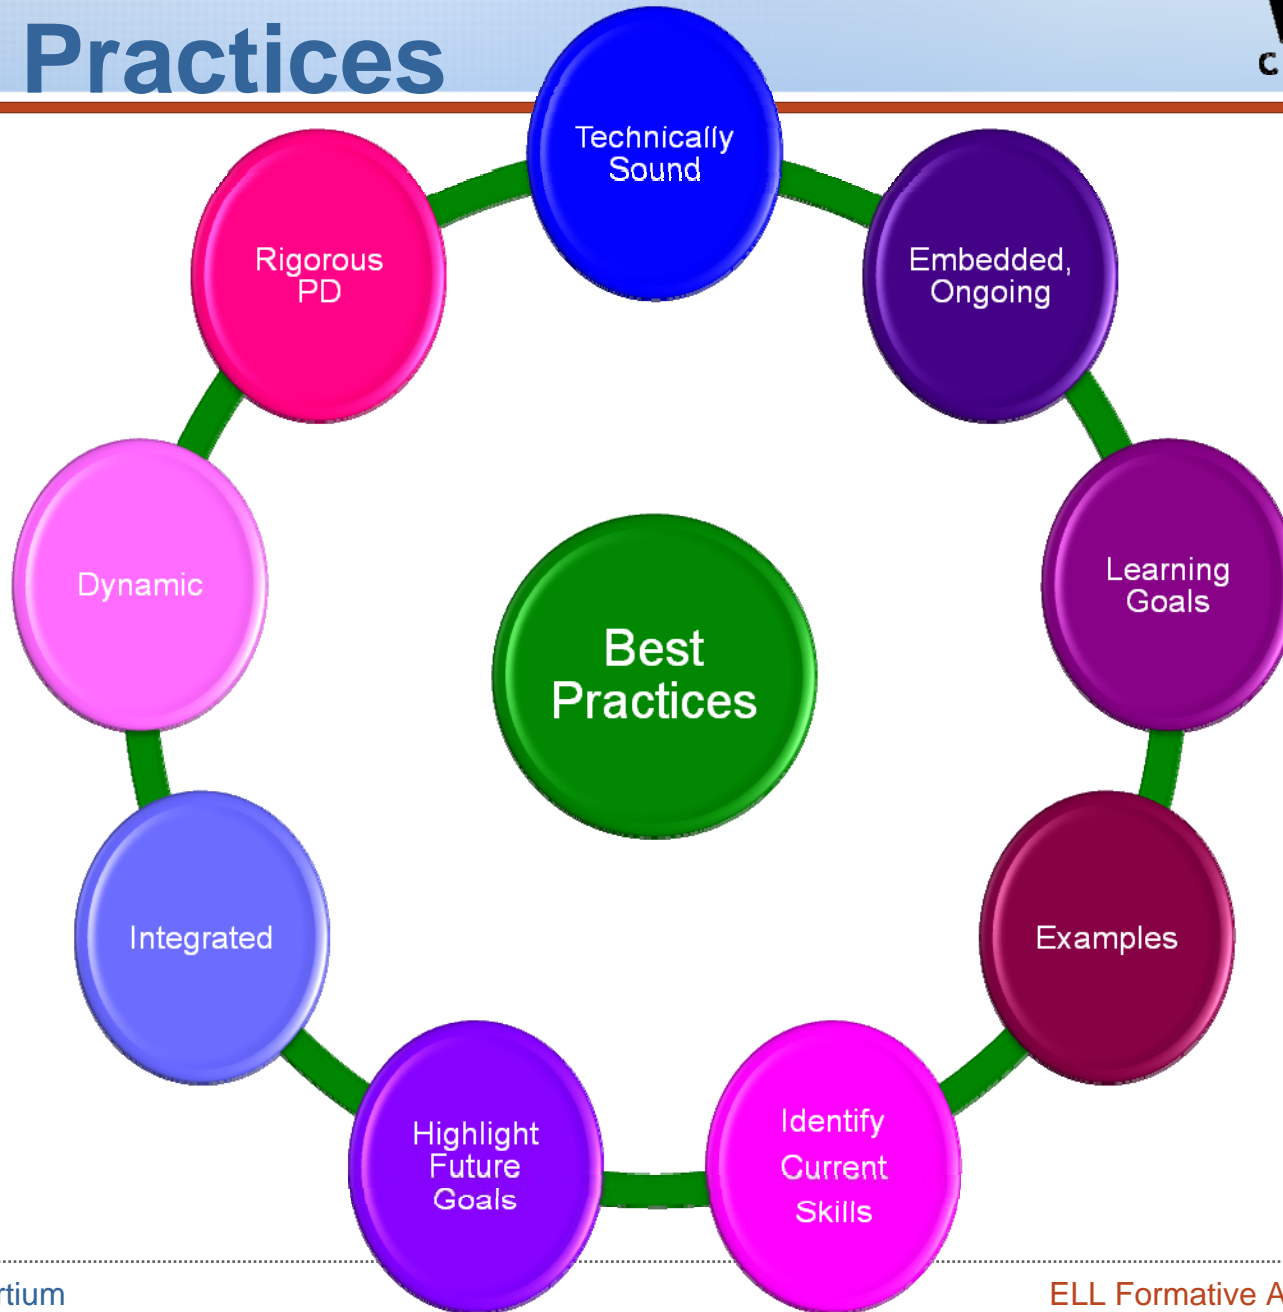 Practices
C
Technically
Sound
Embedded,
Ongoing
Learning
Goals
Examples
Identify
Current
Skills
Highlight
Future
Goals
Integrated
Dynamic
Rigorous
PD
Best
Practices
rtium
ELL Formative A